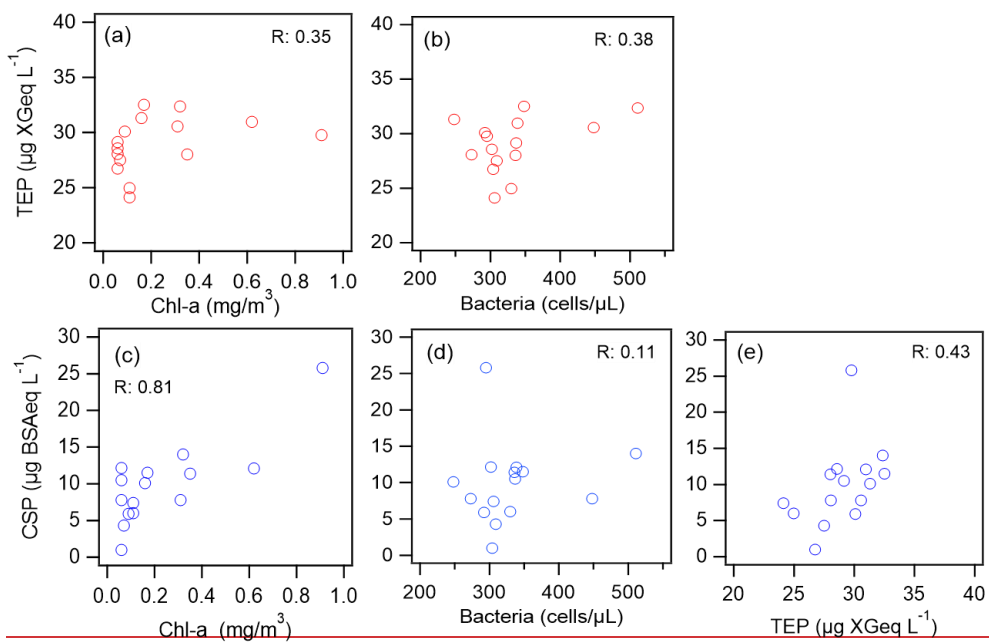 (a)
R: 0.35
40
35
30
25
20
TEP (µg XGeq L⁻¹)
0.0 0.2 0.4 0.6 0.8 1.0
Chl-a (mg/m³)
(b)
R: 0.38
40
35
30
25
20
200 300 400 500
Bacteria (cells/µL)
(c)
R: 0.81
30
25
20
15
10
5
0
CSP (µg BSAeq L⁻¹)
0.0 0.2 0.4 0.6 0.8 1.0
Chl-a (mg/m³)
(d)
R: 0.11
30
25
20
15
10
5
0
200 300 400 500
Bacteria (cells/µL)
(e)
R: 0.43
30
25
20
15
10
5
0
20 25 30 35 40
TEP (µg XGeq L⁻¹)